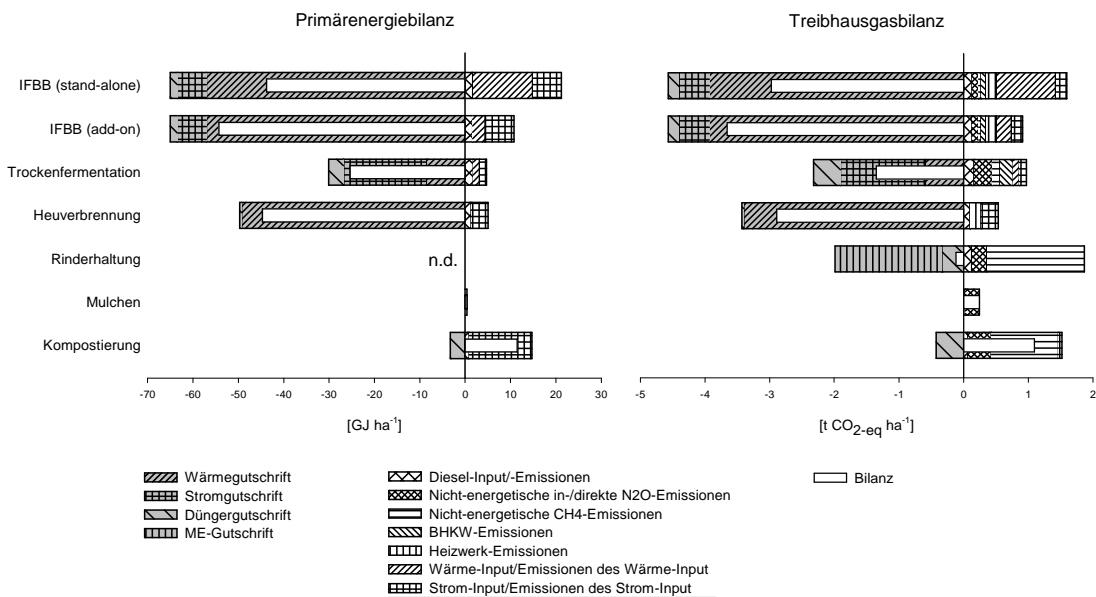 Primärenergiebilanz
Treibhausgasbilanz
IFBB (stand-alone)
IFBB (add-on)
Trockenfermentation
Heuverbrennung
Rinderhaltung
n.d.
Mulchen
Kompostierung
-70 -60 -50 -40 -30 -20 -10 0 10 20 30
-5 -4 -3 -2 -1 0 1 2
[GJ ha⁻¹]
[t CO₂₋eq ha⁻¹]
Wärmegutschrift
Stromgutschrift
Düngergutschrift
ME-Gutschrift
Diesel-Input/-Emissionen
Nicht-energetische in-/direkte N2O-Emissionen
Nicht-energetische CH4-Emissionen
BHKW-Emissionen
Heizwerk-Emissionen
Wärme-Input/Emissionen des Wärme-Input
Strom-Input/Emissionen des Strom-Input
Bilanz